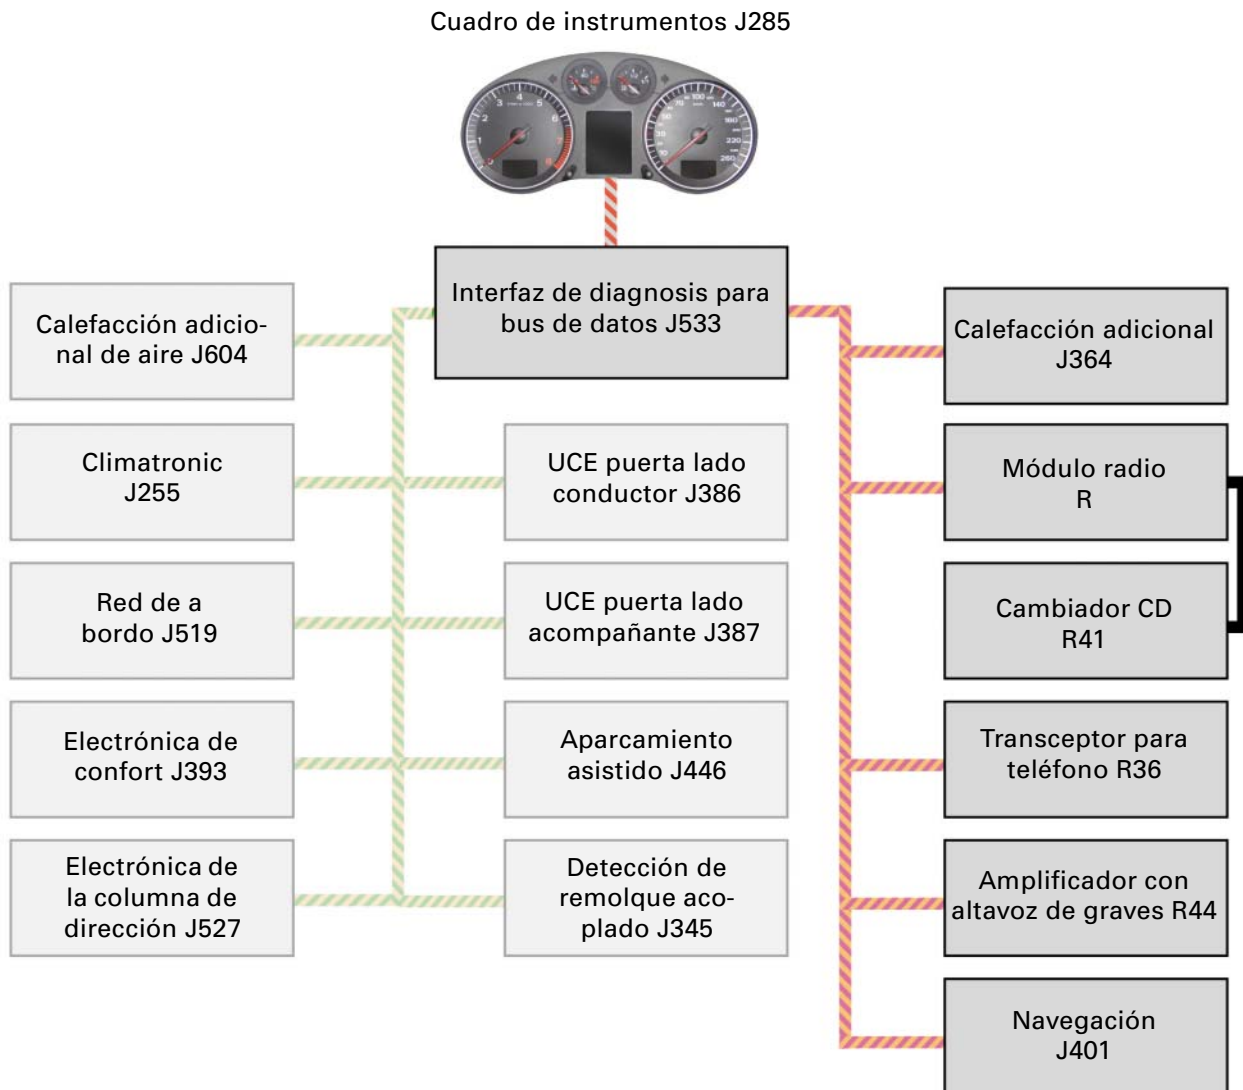 Cuadro de instrumentos J285
Interfaz de diagnosis para
bus de datos J533
Calefacción adicio-
nal de aire J604
Climatronic
J255
Red de a
bordo J519
Electrónica de
confort J393
Electrónica de
la columna de
dirección J527
UCE puerta lado
conductor J386
UCE puerta lado
acompañante J387
Aparcamiento
asistido J446
Detección de
remolque aco-
plado J345
Calefacción adicional
J364
Módulo radio
R
Cambiador CD
R41
Transceptor para
teléfono R36
Amplificador con
altavoz de graves R44
Navegación
J401